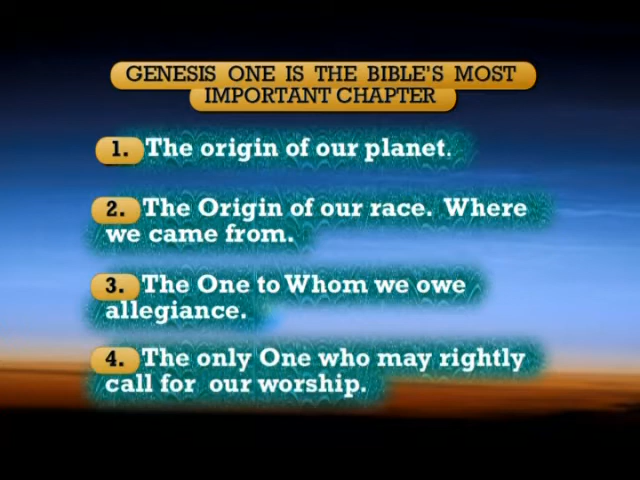 GENESIS ONE IS THE BIBLE'S MOST
IMPORTANT CHAPTER
1. The origin of our planet.
2. The Origin of our race. Where
we came from.
3. The One to Whom we owe
allegiance.
4. The only One who may rightly
call for our worship.